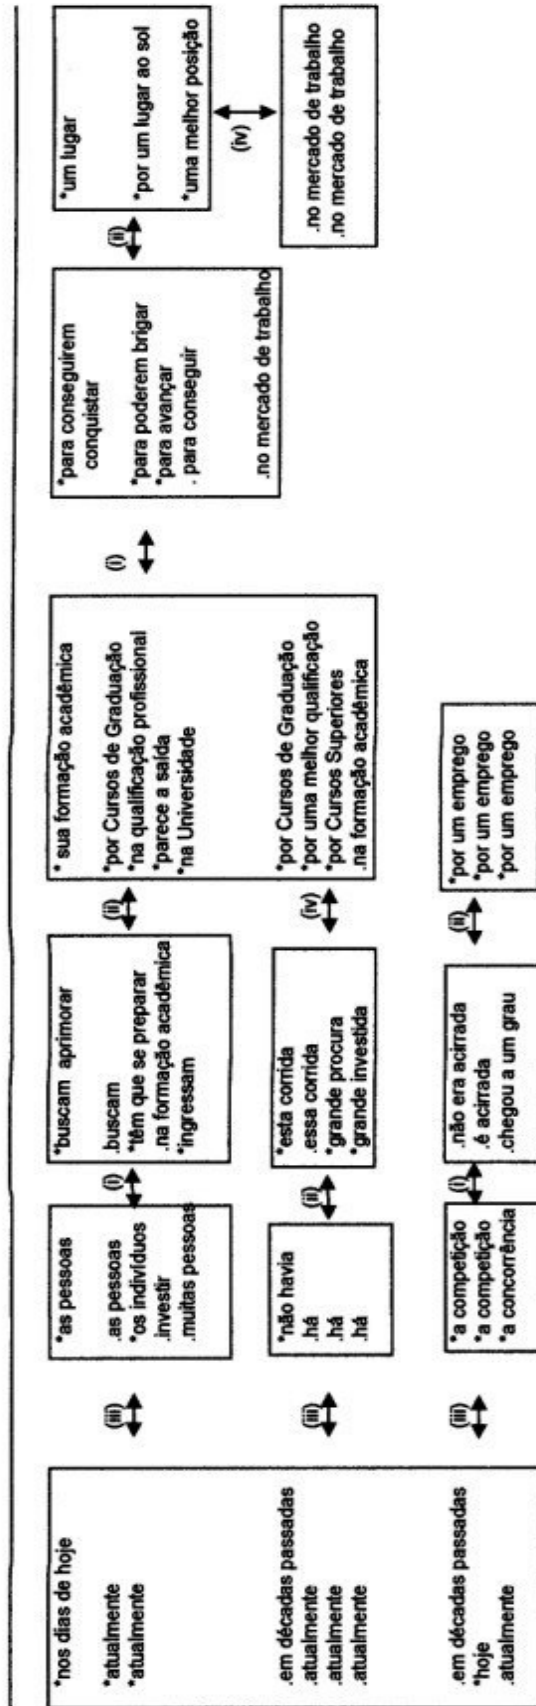 *nos dias de hoje
*atualmente
*atualmente
.em décadas passadas
.atualmente
.atualmente
.atualmente
.em décadas passadas
*hoje
.atualmente
(iii)
(iii)
(iii)
*as pessoas
.as pessoas
*os indivíduos
.investir
.muitas pessoas
*não havia
.há
.há
.há
*a competição
*a competição
*a concorrência
(i)
(ii)
(i)
*buscam aprimorar
.buscam
*têm que se preparar
.na formação acadêmica
*ingressam
*esta corrida
.essa corrida
*grande procura
*grande investida
.não era acirrada
.é acirrada
.chegou a um grau
(ii)
(iv)
(ii)
* sua formação acadêmica
*por Cursos de Graduação
*na qualificação profissional
*parece a saída
*na Universidade
*por Cursos de Graduação
*por uma melhor qualificação
*por Cursos Superiores
.na formação acadêmica
*por um emprego
*por um emprego
*por um emprego
(i)
*para conseguirem
conquistar
*para poderem brigar
*para avançar
. para conseguir
.no mercado de trabalho
(ii)
*um lugar
*por um lugar ao sol
*uma melhor posição
(iv)
.no mercado de trabalho
.no mercado de trabalho